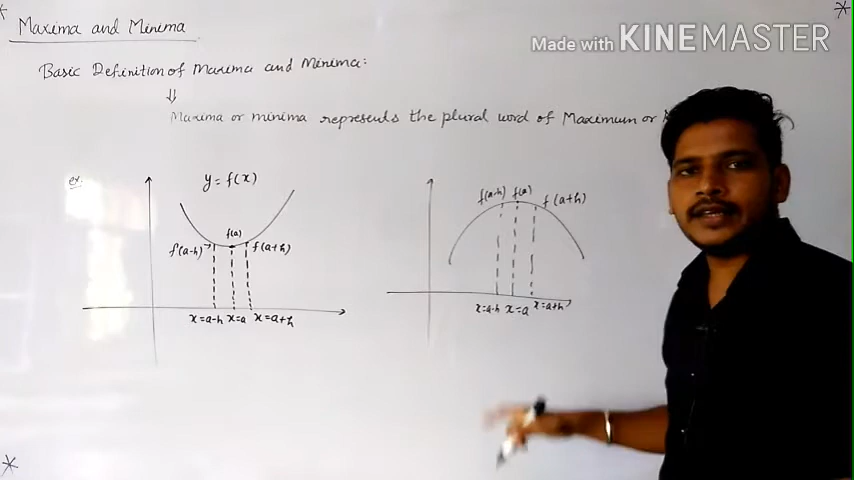 Maxima and Minima
Made with KINEMASTER
Basic Definition of Maxima and Minima:
Maxima or minima represents the plural word of Maximum or
ex.
y = f(x)
f(a)
f(a-h)
f(a+h)
x=a-h x=a x=a+h
f(a-h) f(a) f(a+h)
x=a-h x=a x=a+h